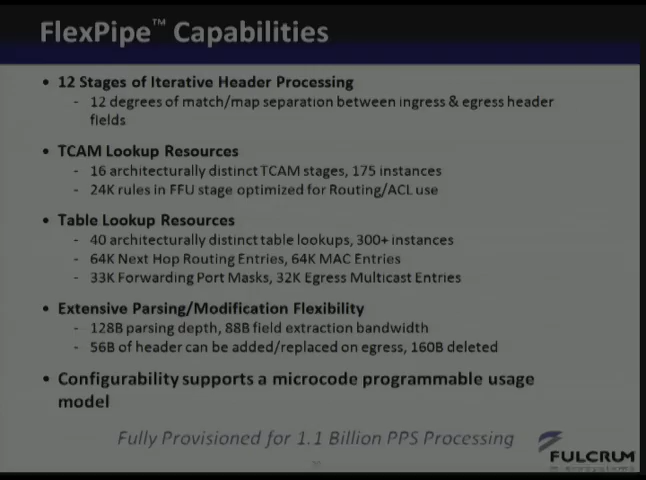 FlexPipe™ Capabilities
• 12 Stages of Iterative Header Processing
- 12 degrees of match/map separation between ingress & egress header
fields
• TCAM Lookup Resources
- 16 architecturally distinct TCAM stages, 175 instances
- 24K rules in FFU stage optimized for Routing/ACL use
• Table Lookup Resources
- 40 architecturally distinct table lookups, 300+ instances
- 64K Next Hop Routing Entries, 64K MAC Entries
- 33K Forwarding Port Masks, 32K Egress Multicast Entries
• Extensive Parsing/Modification Flexibility
- 128B parsing depth, 88B field extraction bandwidth
- 56B of header can be added/replaced on egress, 160B deleted
• Configurability supports a microcode programmable usage
model
Fully Provisioned for 1.1 Billion PPS Processing
FULCRUM